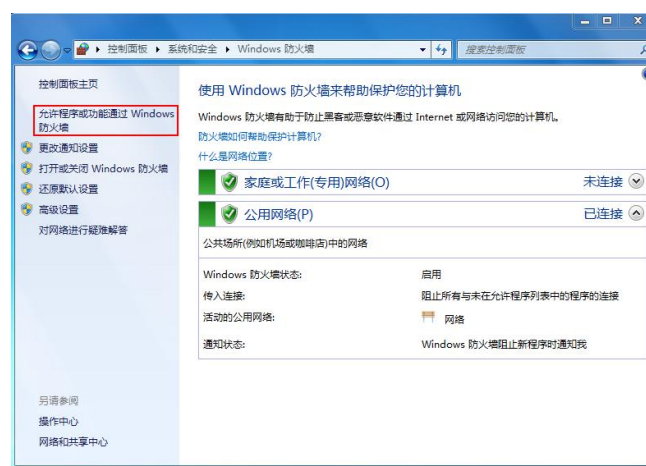 控制面板 ▸ 系统和安全 ▸ Windows 防火墙
搜索控制面板
控制面板主页
允许程序或功能通过 Windows
防火墙
更改通知设置
打开或关闭 Windows 防火墙
还原默认设置
高级设置
对网络进行疑难解答
另请参阅
操作中心
网络和共享中心
使用 Windows 防火墙来帮助保护您的计算机
Windows 防火墙有助于防止黑客或恶意软件通过 Internet 或网络访问您的计算机。
防火墙如何帮助保护计算机?
什么是网络位置?
家庭或工作(专用)网络(O) 未连接
公用网络(P) 已连接
公共场所(例如机场或咖啡店)中的网络
Windows 防火墙状态: 启用
传入连接: 阻止所有与未在允许程序列表中的程序的连接
活动的公用网络: 网络
通知状态: Windows 防火墙阻止新程序时通知我